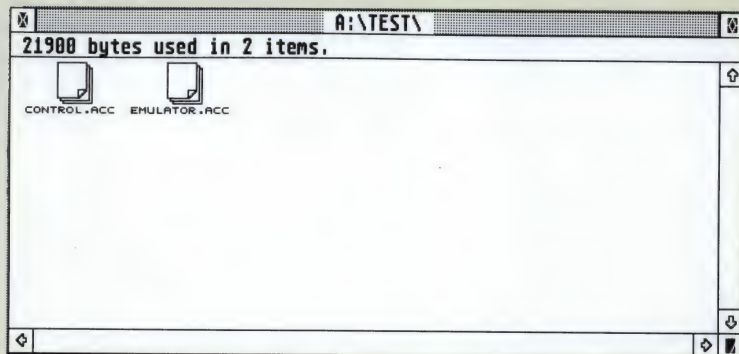 A:\TEST\
21900 bytes used in 2 items.
CONTROL.ACC EMULATOR.ACC